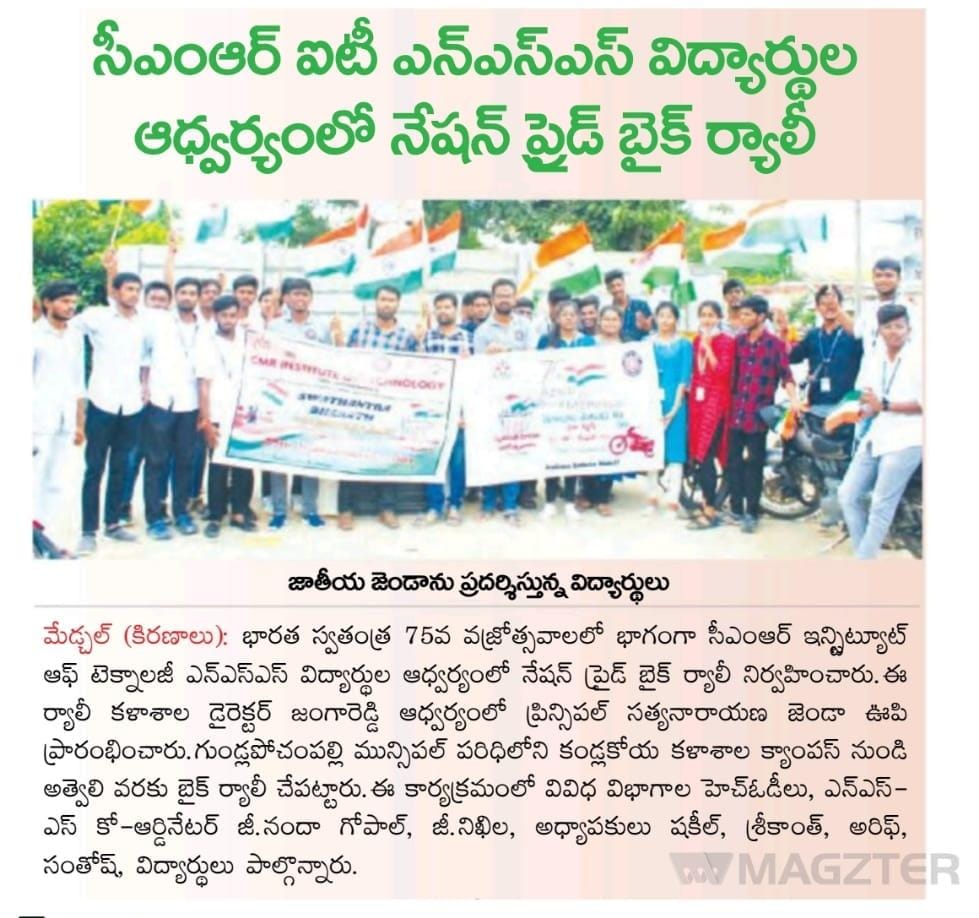 సీఎంఆర్ ఐటీ ఎన్ఎస్ఎస్ విద్యార్థుల
ఆధ్వర్యంలో నేషన్ ప్రైడ్ బైక్ ర్యాలీ
CMR INSTITUTE OF TECHNOLOGY
SWATHANTRA
BHARATH
జాతీయ జెండాను ప్రదర్శిస్తున్న విద్యార్థులు
మేడ్చల్ (కిరణాలు): భారత స్వతంత్ర 75వ వజ్రోత్సవాలలో భాగంగా సీఎంఆర్ ఇన్స్టిట్యూట్
ఆఫ్ టెక్నాలజీ ఎన్ఎస్ఎస్ విద్యార్థుల ఆధ్వర్యంలో నేషన్ ప్రైడ్ బైక్ ర్యాలీ నిర్వహించారు.ఈ
ర్యాలీ కళాశాల డైరెక్టర్ జంగారెడ్డి ఆధ్వర్యంలో ప్రిన్సిపల్ సత్యనారాయణ జెండా ఊపి
ప్రారంభించారు.గుండ్లపోచంపల్లి మున్సిపల్ పరిధిలోని కండ్లకోయ కళాశాల క్యాంపస్ నుండి
అత్వెలి వరకు బైక్ ర్యాలీ చేపట్టారు.ఈ కార్యక్రమంలో వివిధ విభాగాల హెచ్ఓడీలు, ఎన్ఎస్-
ఎస్ కో-ఆర్డినేటర్ జీ.నందా గోపాల్, జీ.నిఖిల, అధ్యాపకులు షకీల్, శ్రీకాంత్, అరిఫ్,
సంతోష్, విద్యార్థులు పాల్గొన్నారు.
MAGZTER